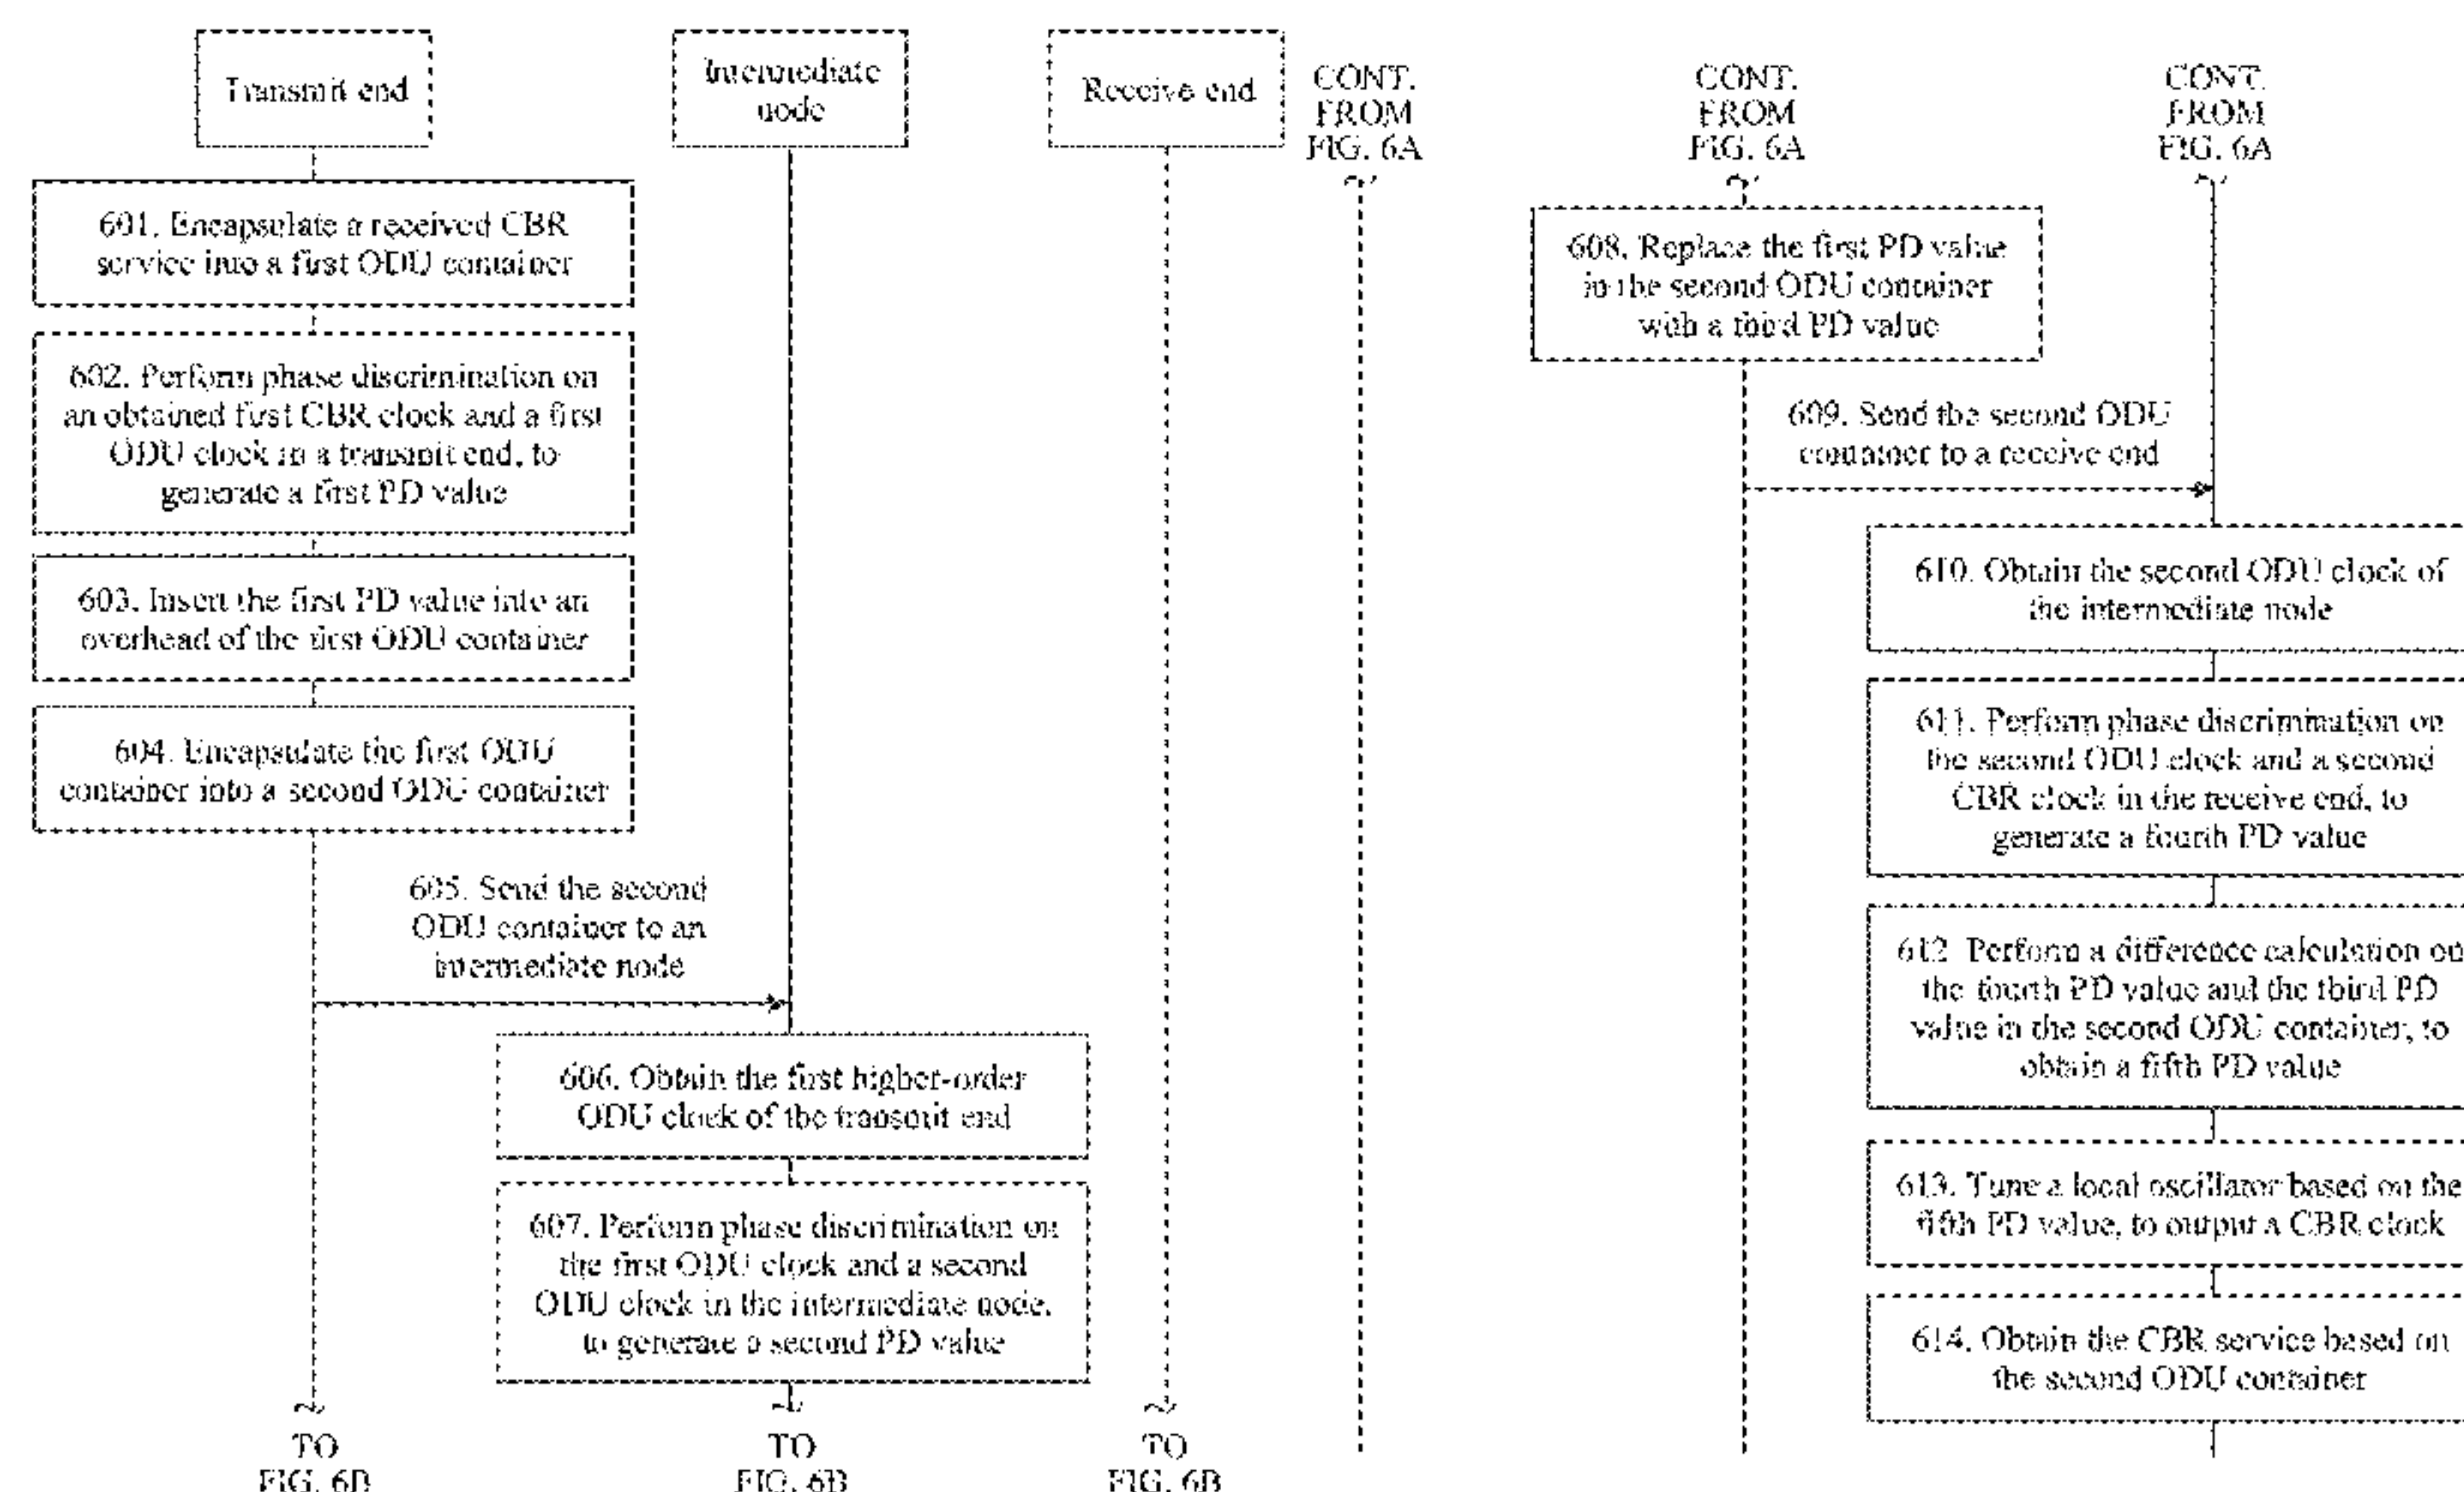 Transmit end
Intermediate
node
Receive end
601. Encapsulate a received CBR
service into a first ODU container
602. Perform phase discrimination on
an obtained first CBR clock and a first
ODU clock in a transmit end, to
generate a first PD value
603. Insert the first PD value into an
overhead of the first ODU container
604. Encapsulate the first ODU
container into a second ODU container
605. Send the second
ODU container to an
intermediate node
606. Obtain the first higher-order
ODU clock of the transmit end
607. Perform phase discrimination on
the first ODU clock and a second
ODU clock in the intermediate node,
to generate a second PD value
TO
FIG. 6B
TO
FIG. 6B
TO
FIG. 6B
CONT.
FROM
FIG. 6A
CONT.
FROM
FIG. 6A
CONT.
FROM
FIG. 6A
608. Replace the first PD value
in the second ODU container
with a third PD value
609. Send the second ODU
container to a receive end
610. Obtain the second ODU clock of
the intermediate node
611. Perform phase discrimination on
the second ODU clock and a second
CBR clock in the receive end, to
generate a fourth PD value
612. Perform a difference calculation on
the fourth PD value and the third PD
value in the second ODU container, to
obtain a fifth PD value
613. Tune a local oscillator based on the
fifth PD value, to output a CBR clock
614. Obtain the CBR service based on
the second ODU container